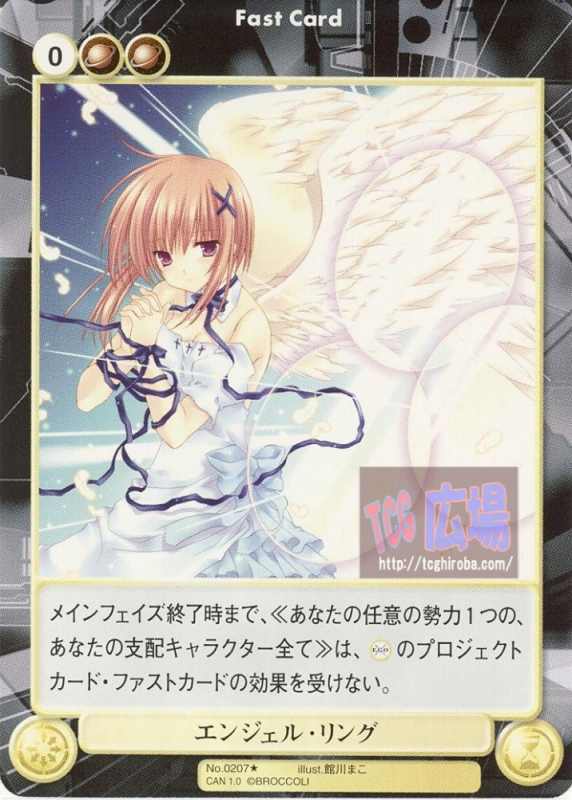 Fast Card
0
TCG 広場
http://tcghiroba.com/
メインフェイズ終了時まで、≪あなたの任意の勢力1つの、
あなたの支配キャラクター全て≫は、EGOのプロジェクト
カード・ファストカードの効果を受けない。
エンジェル・リング
No.0207★ illust.館川まこ
CAN 1.0 ©BROCCOLI